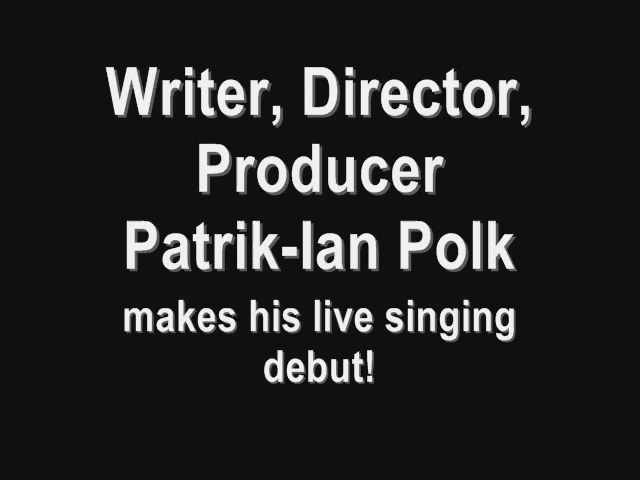 Writer, Director,
Producer
Patrik-Ian Polk
makes his live singing
debut!